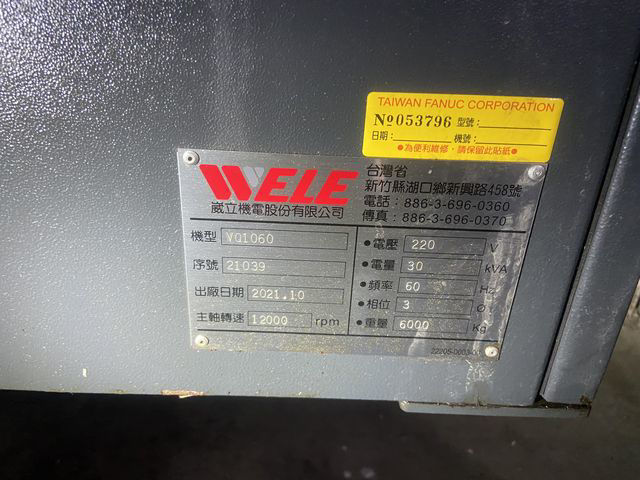 TAIWAN FANUC CORPORATION
№053796 型號:
日期: 機號:
●為便利維修，請保留此貼紙●
WELE
崴立機電股份有限公司
台灣省
新竹縣湖口鄉新興路458號
電話：886-3-696-0360
傳真：886-3-696-0370
機型 VQ1060
序號 21039
出廠日期 2021.10
主軸轉速 12000 rpm
●電壓 220 V
●電量 30 kVA
●頻率 60 Hz
●相位 3 Ø
●重量 6000 Kg